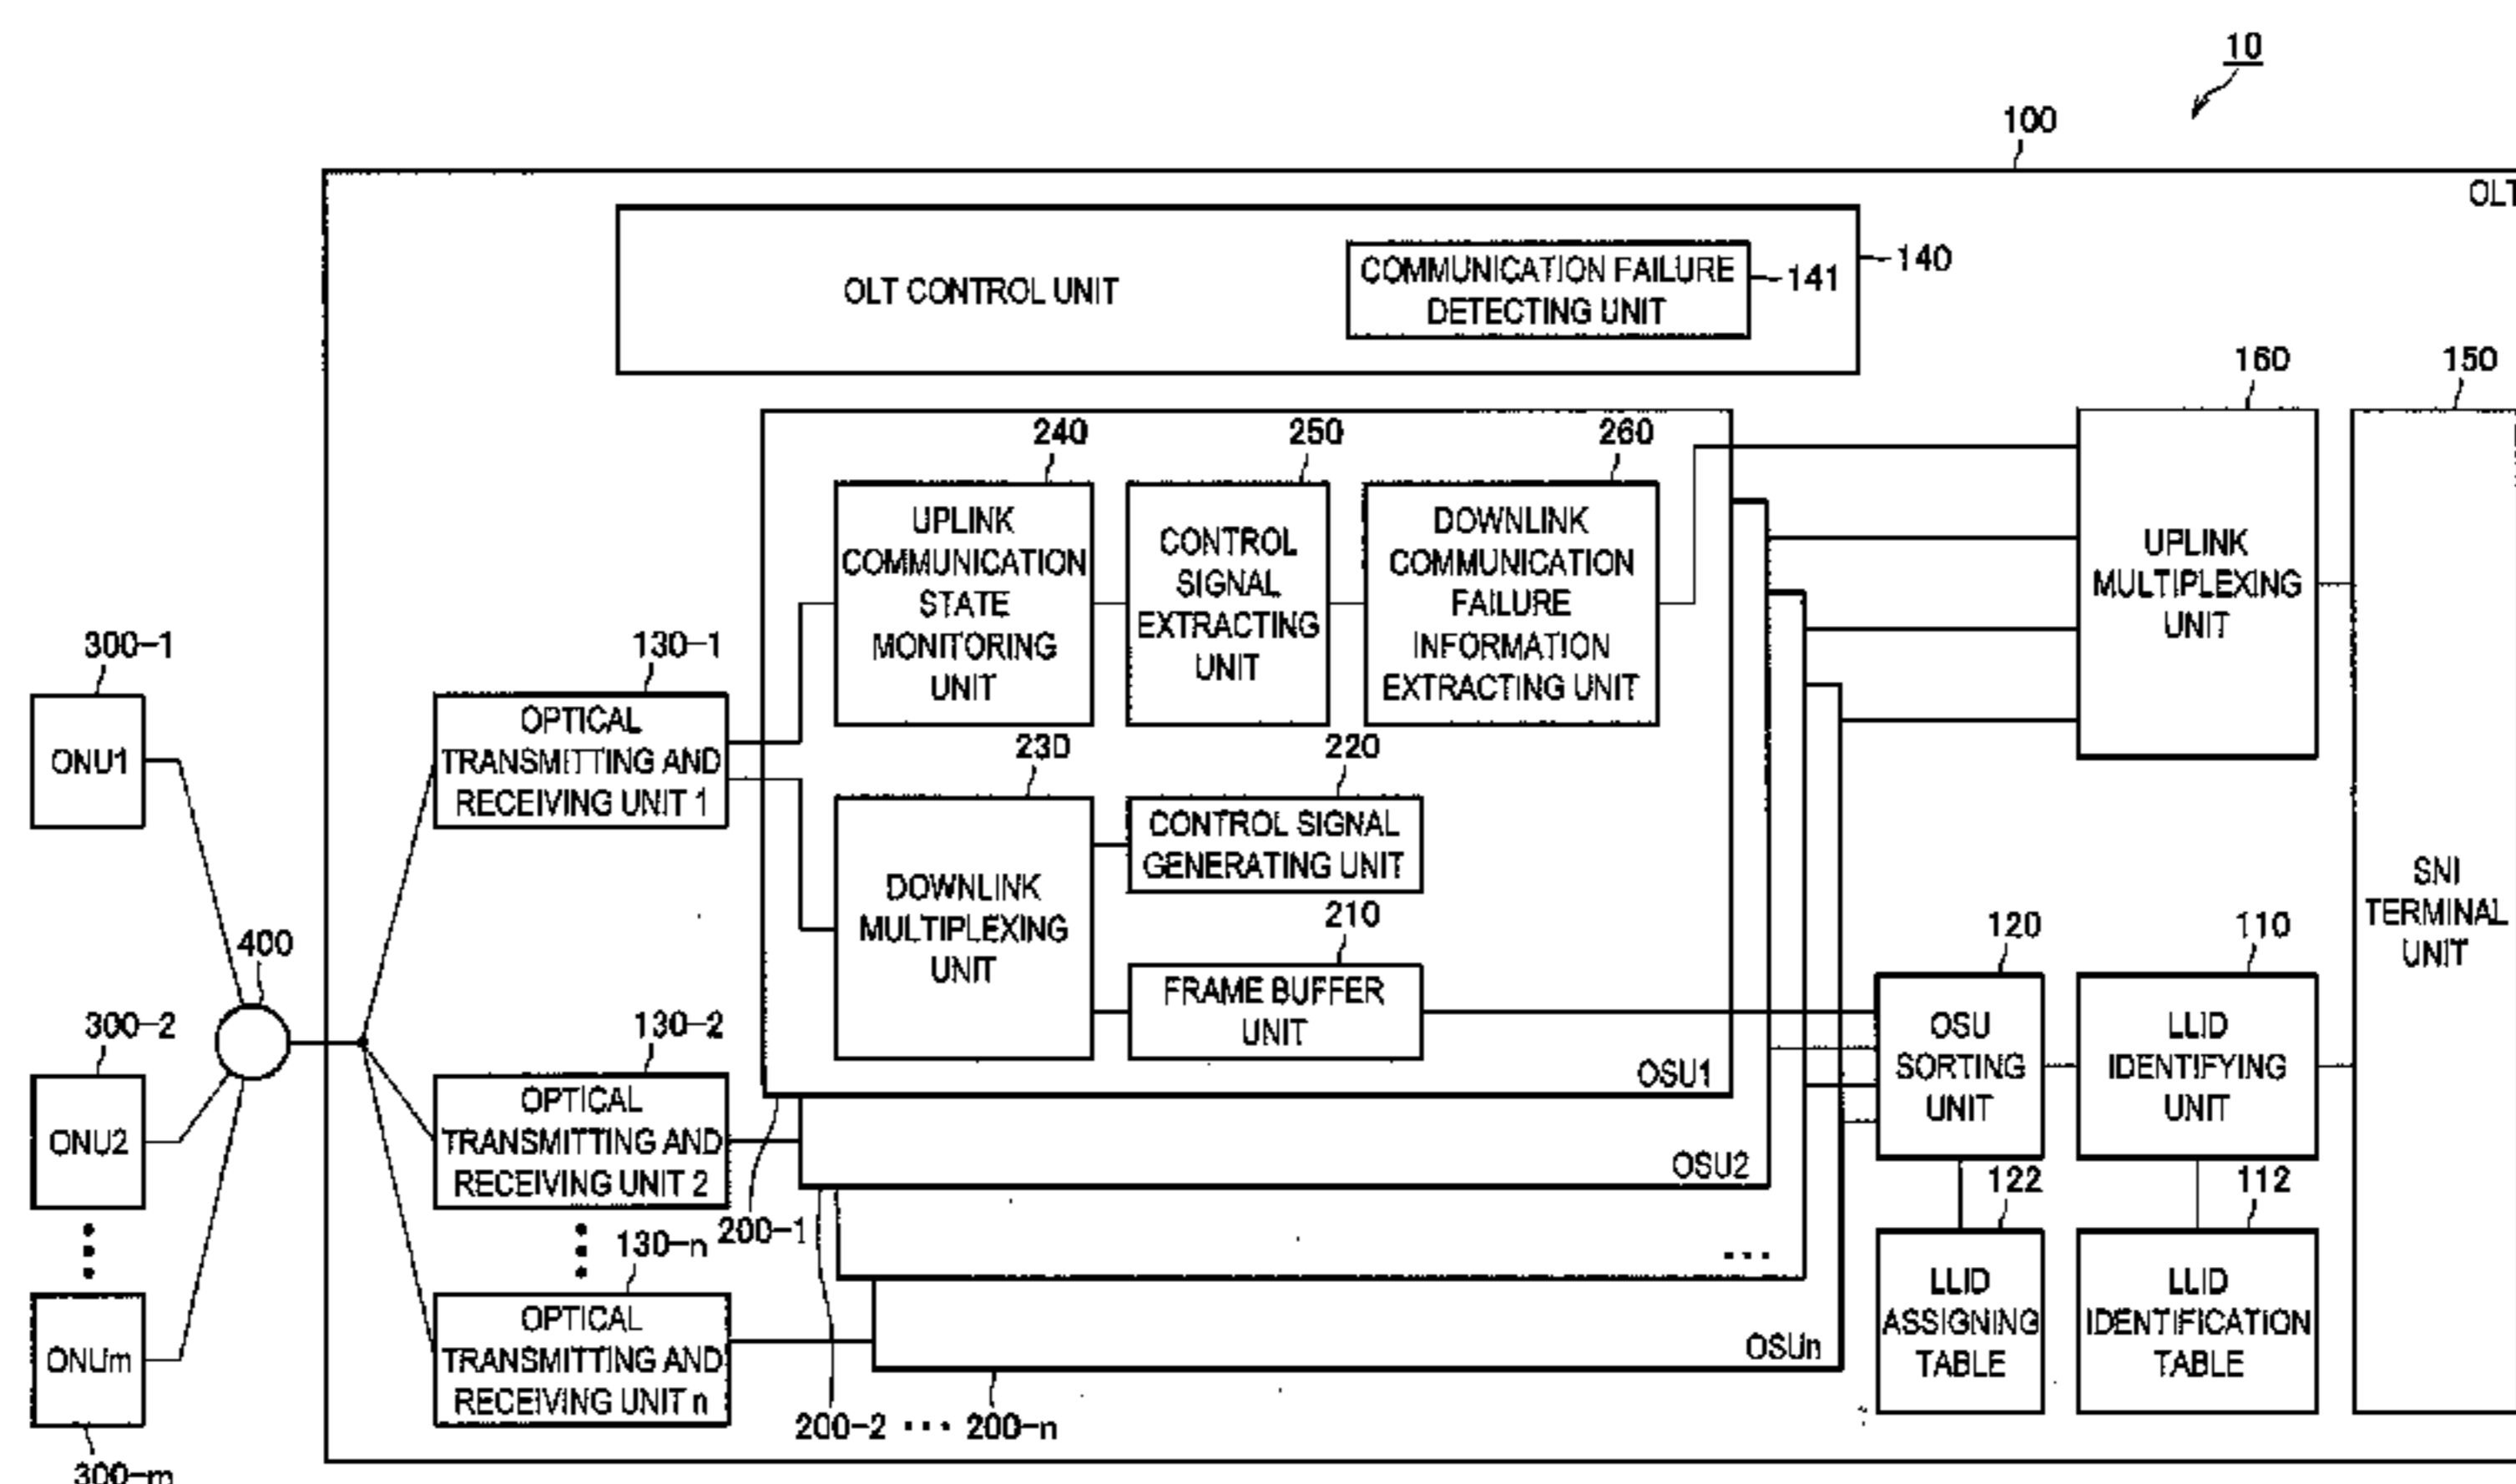 10
100
OLT
OLT CONTROL UNIT
COMMUNICATION FAILURE
DETECTING UNIT
140
141
160
150
240
250
260
UPLINK
COMMUNICATION
STATE
MONITORING
UNIT
CONTROL
SIGNAL
EXTRACTING
UNIT
DOWNLINK
COMMUNICATION
FAILURE
INFORMATION
EXTRACTING UNIT
UPLINK
MULTIPLEXING
UNIT
300-1
ONU1
130-1
OPTICAL
TRANSMITTING AND
RECEIVING UNIT 1
230
DOWNLINK
MULTIPLEXING
UNIT
220
CONTROL SIGNAL
GENERATING UNIT
210
FRAME BUFFER
UNIT
OSU1
SNI
TERMINAL
UNIT
120
OSU
SORTING
UNIT
110
LLID
IDENTIFYING
UNIT
400
300-2
ONU2
130-2
OPTICAL
TRANSMITTING AND
RECEIVING UNIT 2
OSU2
200-1
122
LLID
ASSIGNING
TABLE
112
LLID
IDENTIFICATION
TABLE
130-n
...
ONUm
OPTICAL
TRANSMITTING AND
RECEIVING UNIT n
OSUn
200-2 ... 200-n
300-m